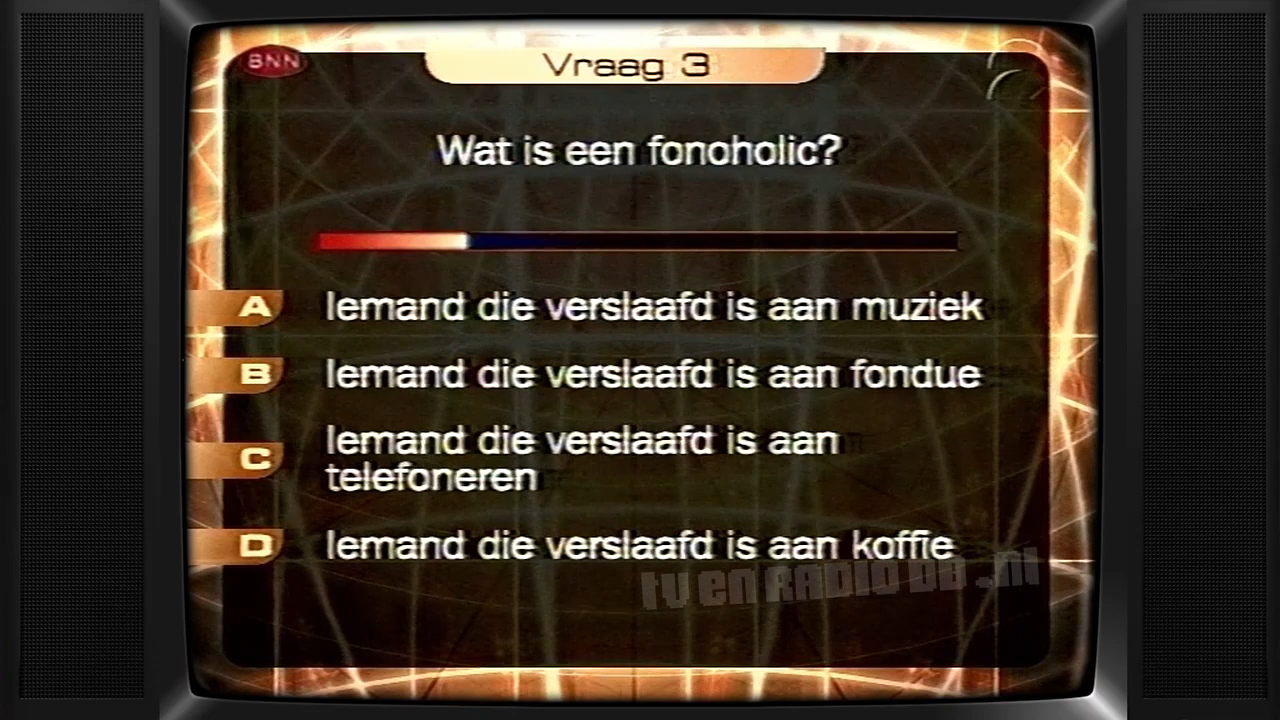 BNN
Vraag 3
Wat is een fonoholic?
A Iemand die verslaafd is aan muziek
B Iemand die verslaafd is aan fondue
C Iemand die verslaafd is aan
telefoneren
D Iemand die verslaafd is aan koffie
tv en RADIO DB .nl